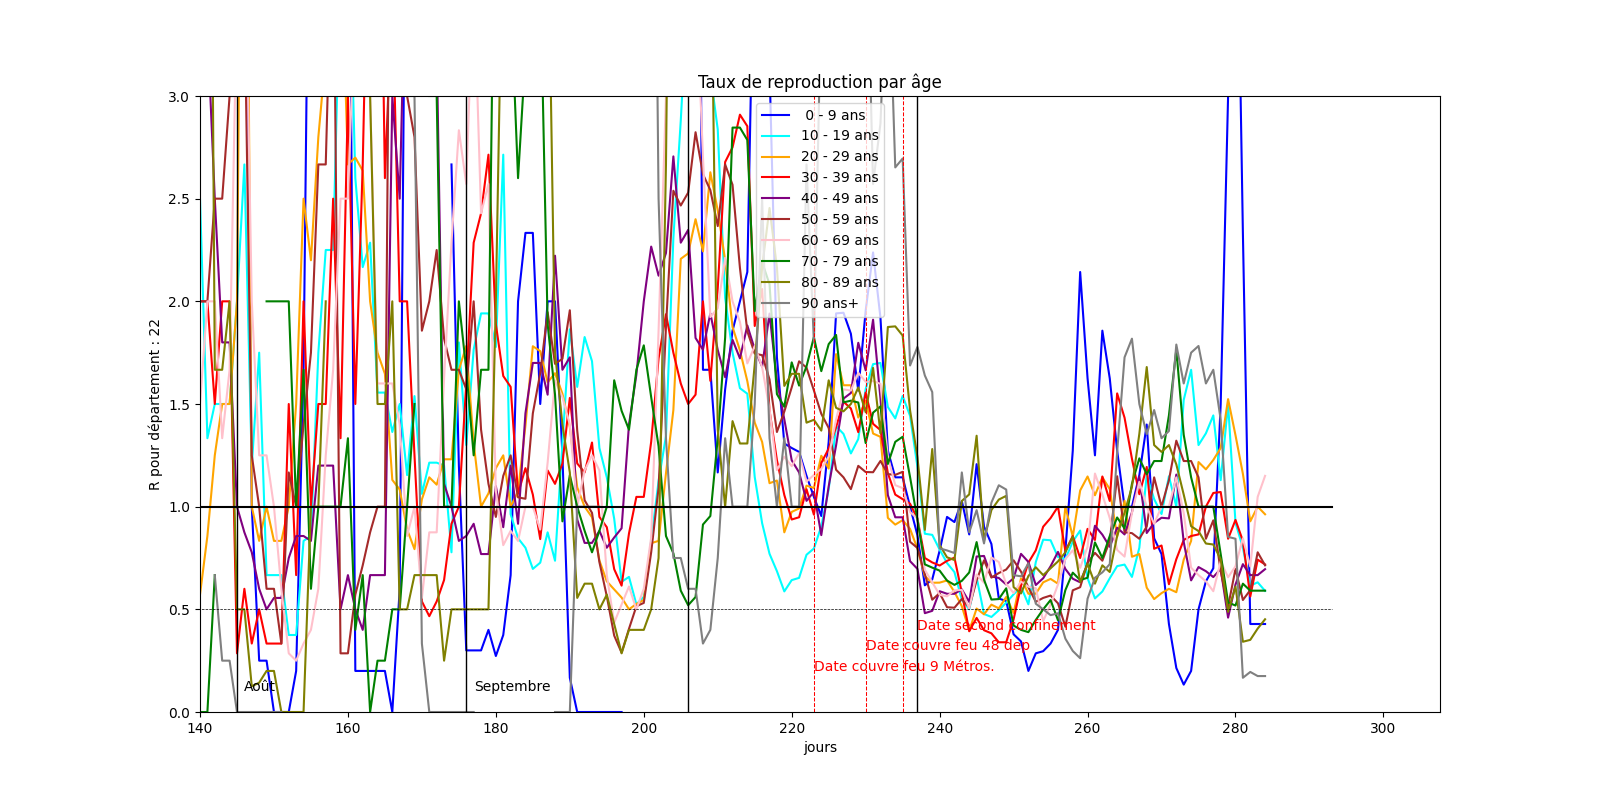 Taux de reproduction par âge
R pour département : 22
3.0
2.5
2.0
1.5
1.0
0.5
0.0
0 - 9 ans
10 - 19 ans
20 - 29 ans
30 - 39 ans
40 - 49 ans
50 - 59 ans
60 - 69 ans
70 - 79 ans
80 - 89 ans
90 ans+
Date second confinement
Date couvre feu 48 dep
Date couvre feu 9 Métros.
Août
Septembre
140 160 180 200 220 240 260 280 300
jours